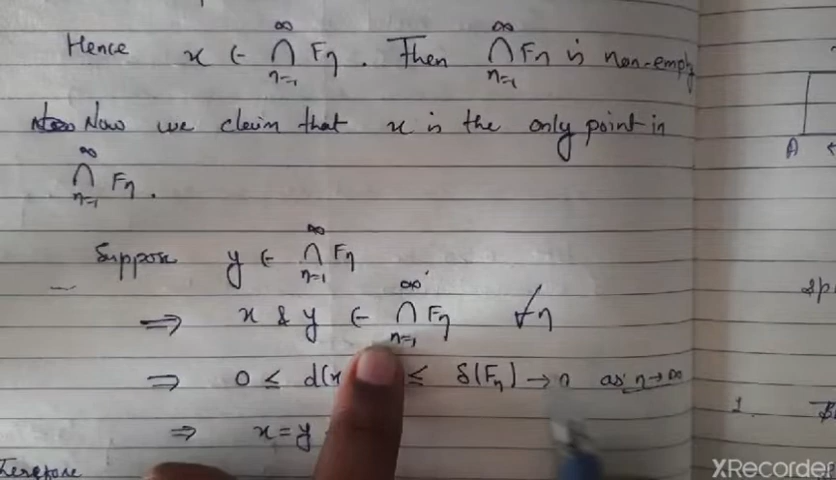 Hence x ∈ ∞∩n=1 Fn . Then ∞∩n=1 Fn is non-empty
Now we claim that x is the only point in
∞∩n=1 Fn .
Suppose y ∈ ∞∩n=1 Fn
⇒ x & y ∈ ∞∩n=1 Fn ∀n
⇒ 0 ≤ d(x ≤ δ(Fn) → 0 as n→∞
⇒ x = y
Therefore
A
1
XRecorder